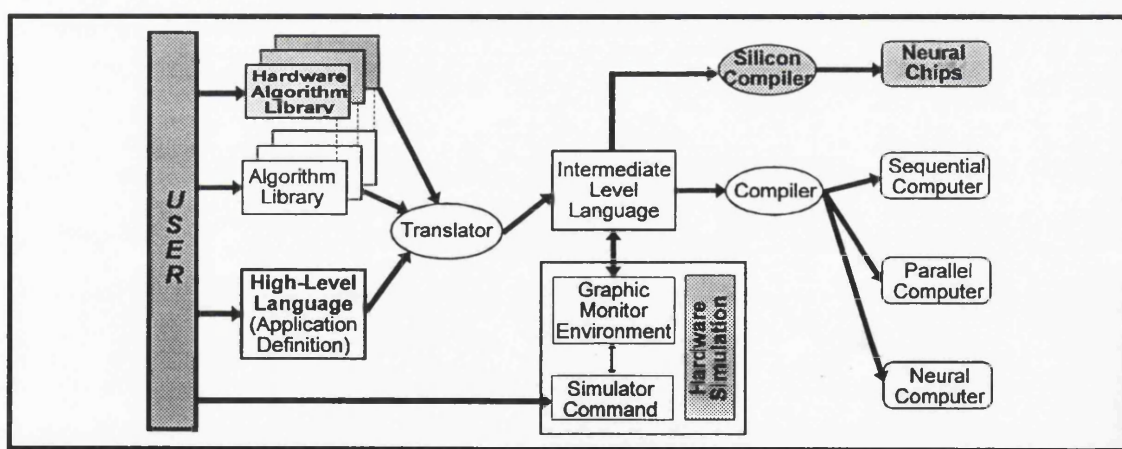 USER
Hardware
Algorithm
Library
Algorithm
Library
High-Level
Language
(Application
Definition)
Translator
Intermediate
Level
Language
Graphic
Monitor
Environment
Simulator
Command
Hardware
Simulation
Silicon
Compiler
Neural
Chips
Compiler
Sequential
Computer
Parallel
Computer
Neural
Computer